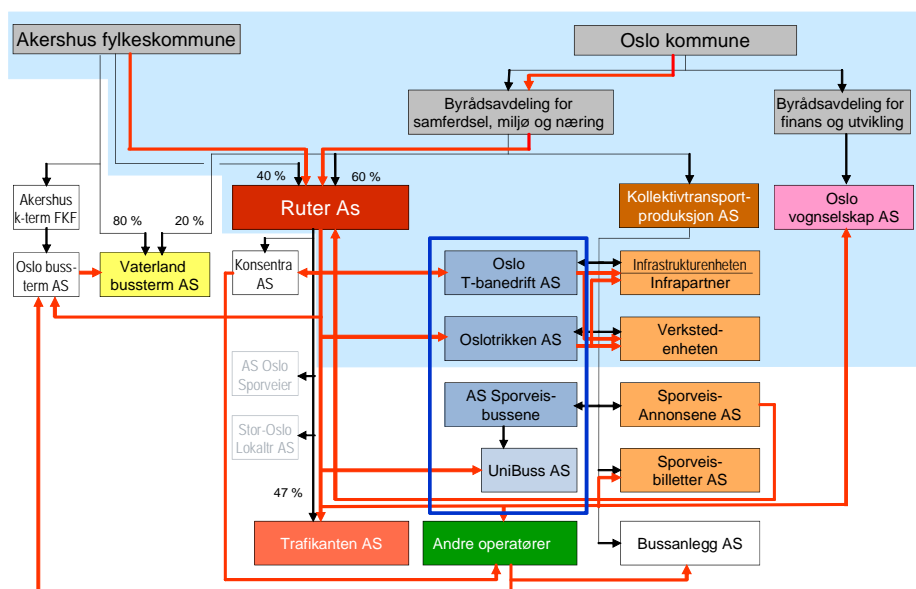 Akershus fylkeskommune
Oslo kommune
Byrådsavdeling for
samferdsel, miljø og næring
Byrådsavdeling for
finans og utvikling
40 %
60 %
Akershus
k-term FKF
80 %
20 %
Ruter As
Kollektivtransport-
produksjon AS
Oslo
vognselskap AS
Oslo buss-
term AS
Vaterland
bussterm AS
Konsentra
AS
Oslo
T-banedrift AS
Infrastrukturenheten
Infrapartner
Oslotrikken AS
Verksted-
enheten
AS Oslo
Sporveier
AS Sporveis-
bussene
Sporveis-
Annonsene AS
Stor-Oslo
Lokaltr AS
UniBuss AS
Sporveis-
billetter AS
47 %
Trafikanten AS
Andre operatører
Bussanlegg AS